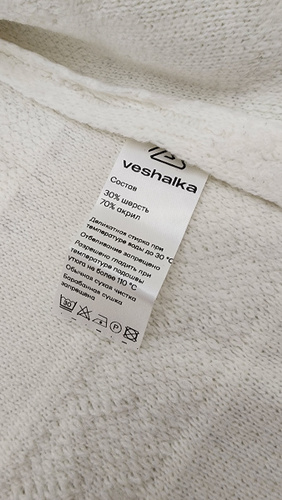 veshalka
Состав
30% шерсть
70% акрил
Деликатная стирка при
температуре воды до 30 °C
Отбеливание запрещено
Разрешено гладить при
температуре подошвы
утюга не более 110 °C
Обычная сухая чистка
Барабанная сушка
запрещена
30 P